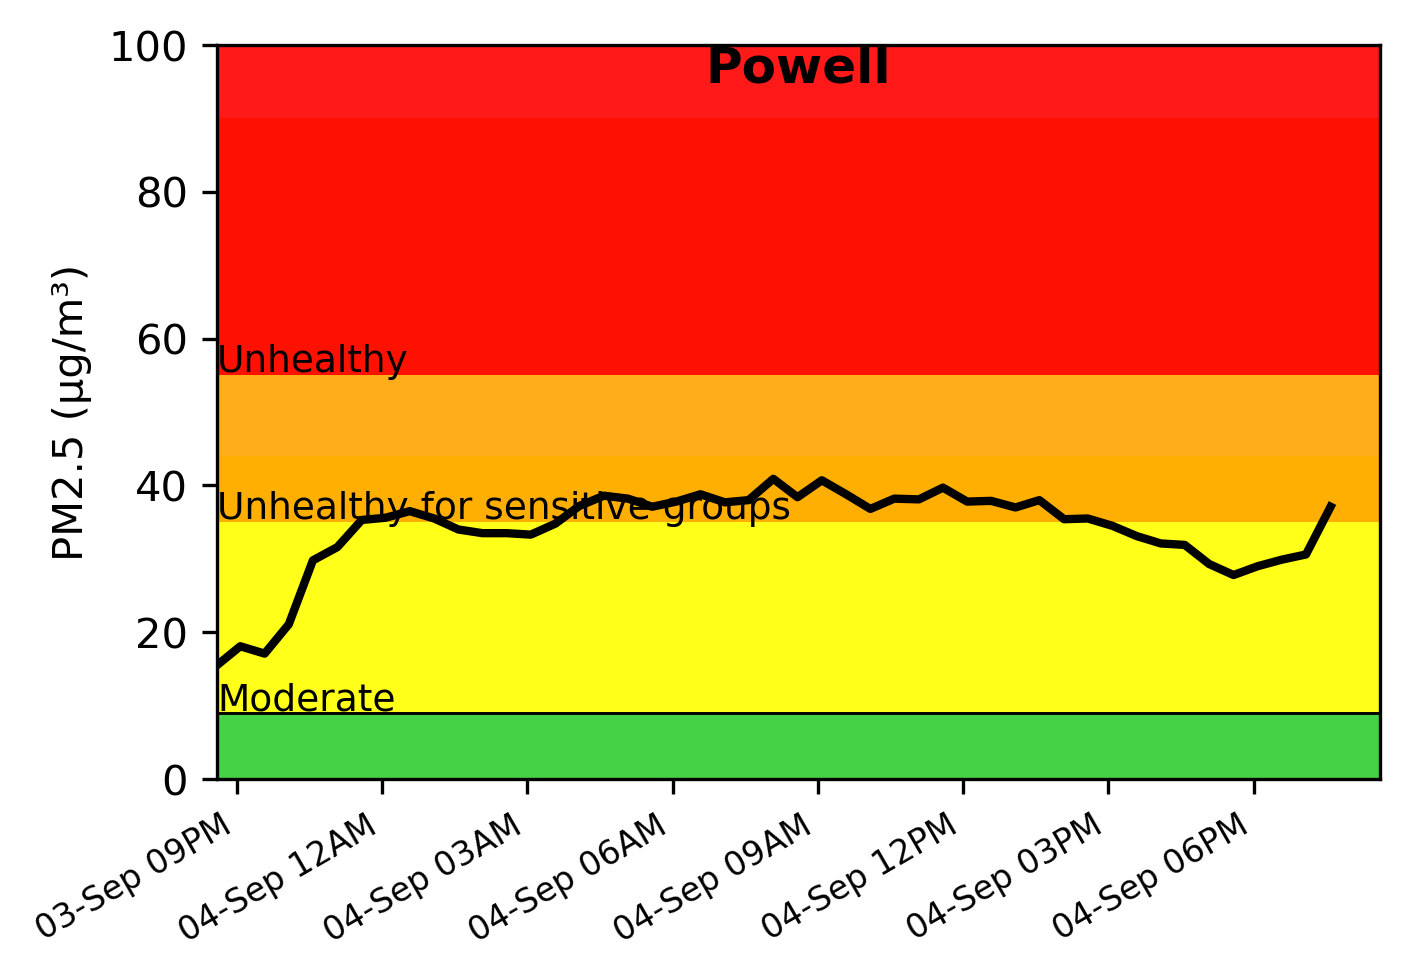 Powell
PM2.5 (µg/m³)
100
80
60
40
20
0
Unhealthy
Unhealthy for sensitive groups
Moderate
03-Sep 09PM
04-Sep 12AM
04-Sep 03AM
04-Sep 06AM
04-Sep 09AM
04-Sep 12PM
04-Sep 03PM
04-Sep 06PM